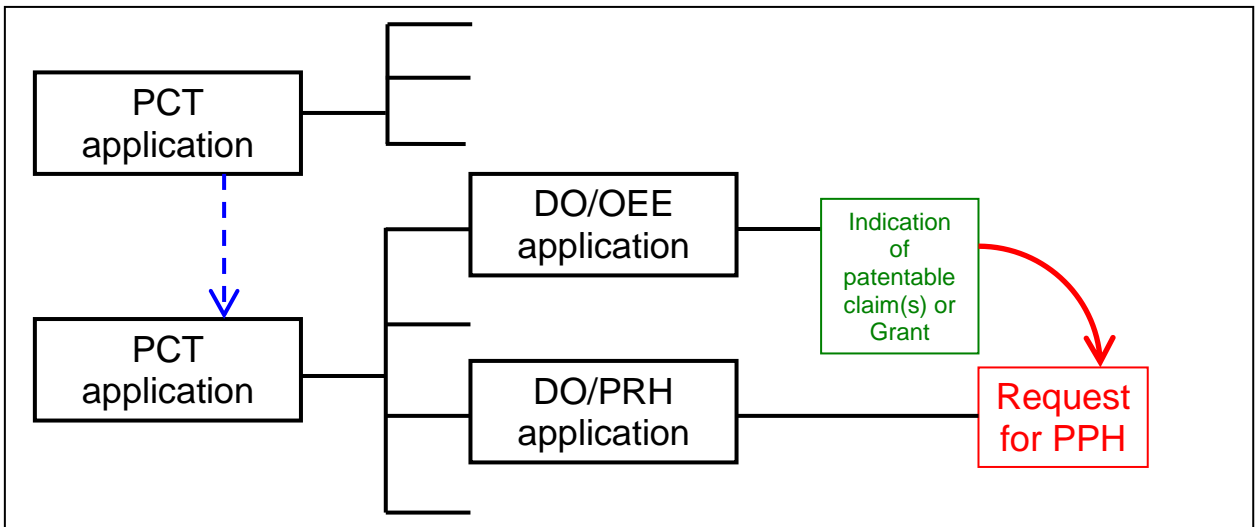 PCT
application
DO/OEE
application
Indication
of
patentable
claim(s) or
Grant
PCT
application
DO/PRH
application
Request
for PPH